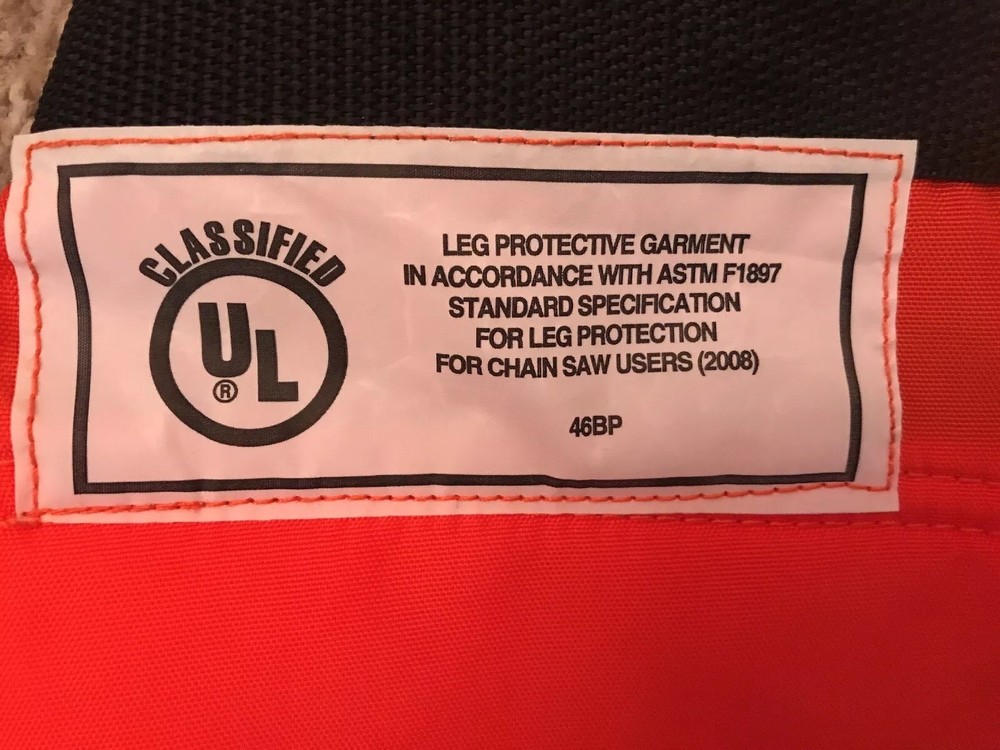 CLASSIFIED
UL
®
LEG PROTECTIVE GARMENT
IN ACCORDANCE WITH ASTM F1897
STANDARD SPECIFICATION
FOR LEG PROTECTION
FOR CHAIN SAW USERS (2008)
46BP